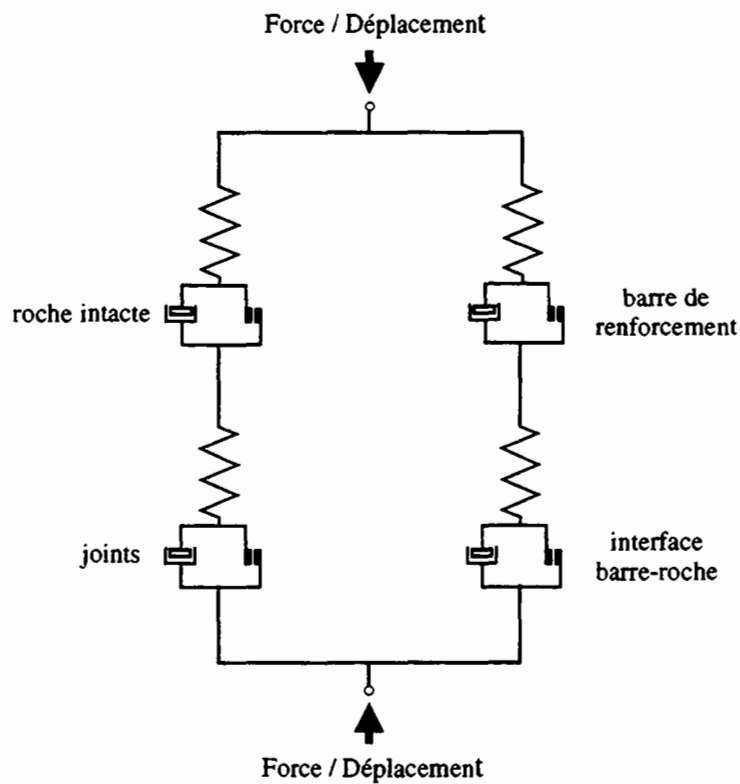 Force / Déplacement
roche intacte
barre de
renforcement
joints
interface
barre-roche
Force / Déplacement